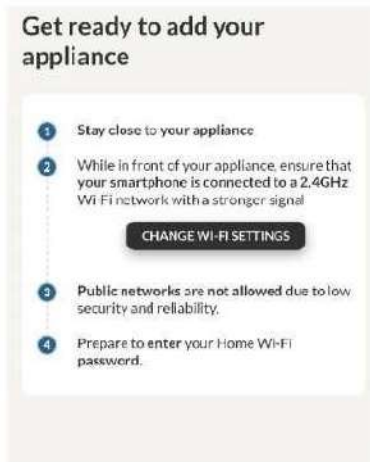 Get ready to add your
appliance
1 Stay close to your appliance
2 While in front of your appliance, ensure that
your smartphone is connected to a 2.4GHz
Wi-Fi network with a stronger signal
CHANGE WI-FI SETTINGS
3 Public networks are not allowed due to low
security and reliability.
4 Prepare to enter your Home Wi-Fi
password.